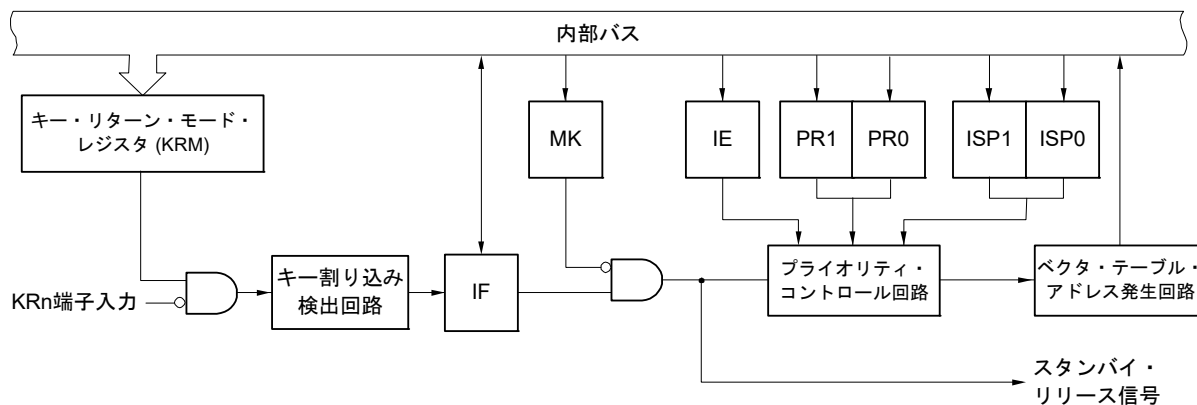 内部バス
キー・リターン・モード・
レジスタ (KRM)
MK
IE
PR1
PR0
ISP1
ISP0
KRn端子入力
キー割り込み
検出回路
IF
プライオリティ・
コントロール回路
ベクタ・テーブル・
アドレス発生回路
スタンバイ・
リリース信号